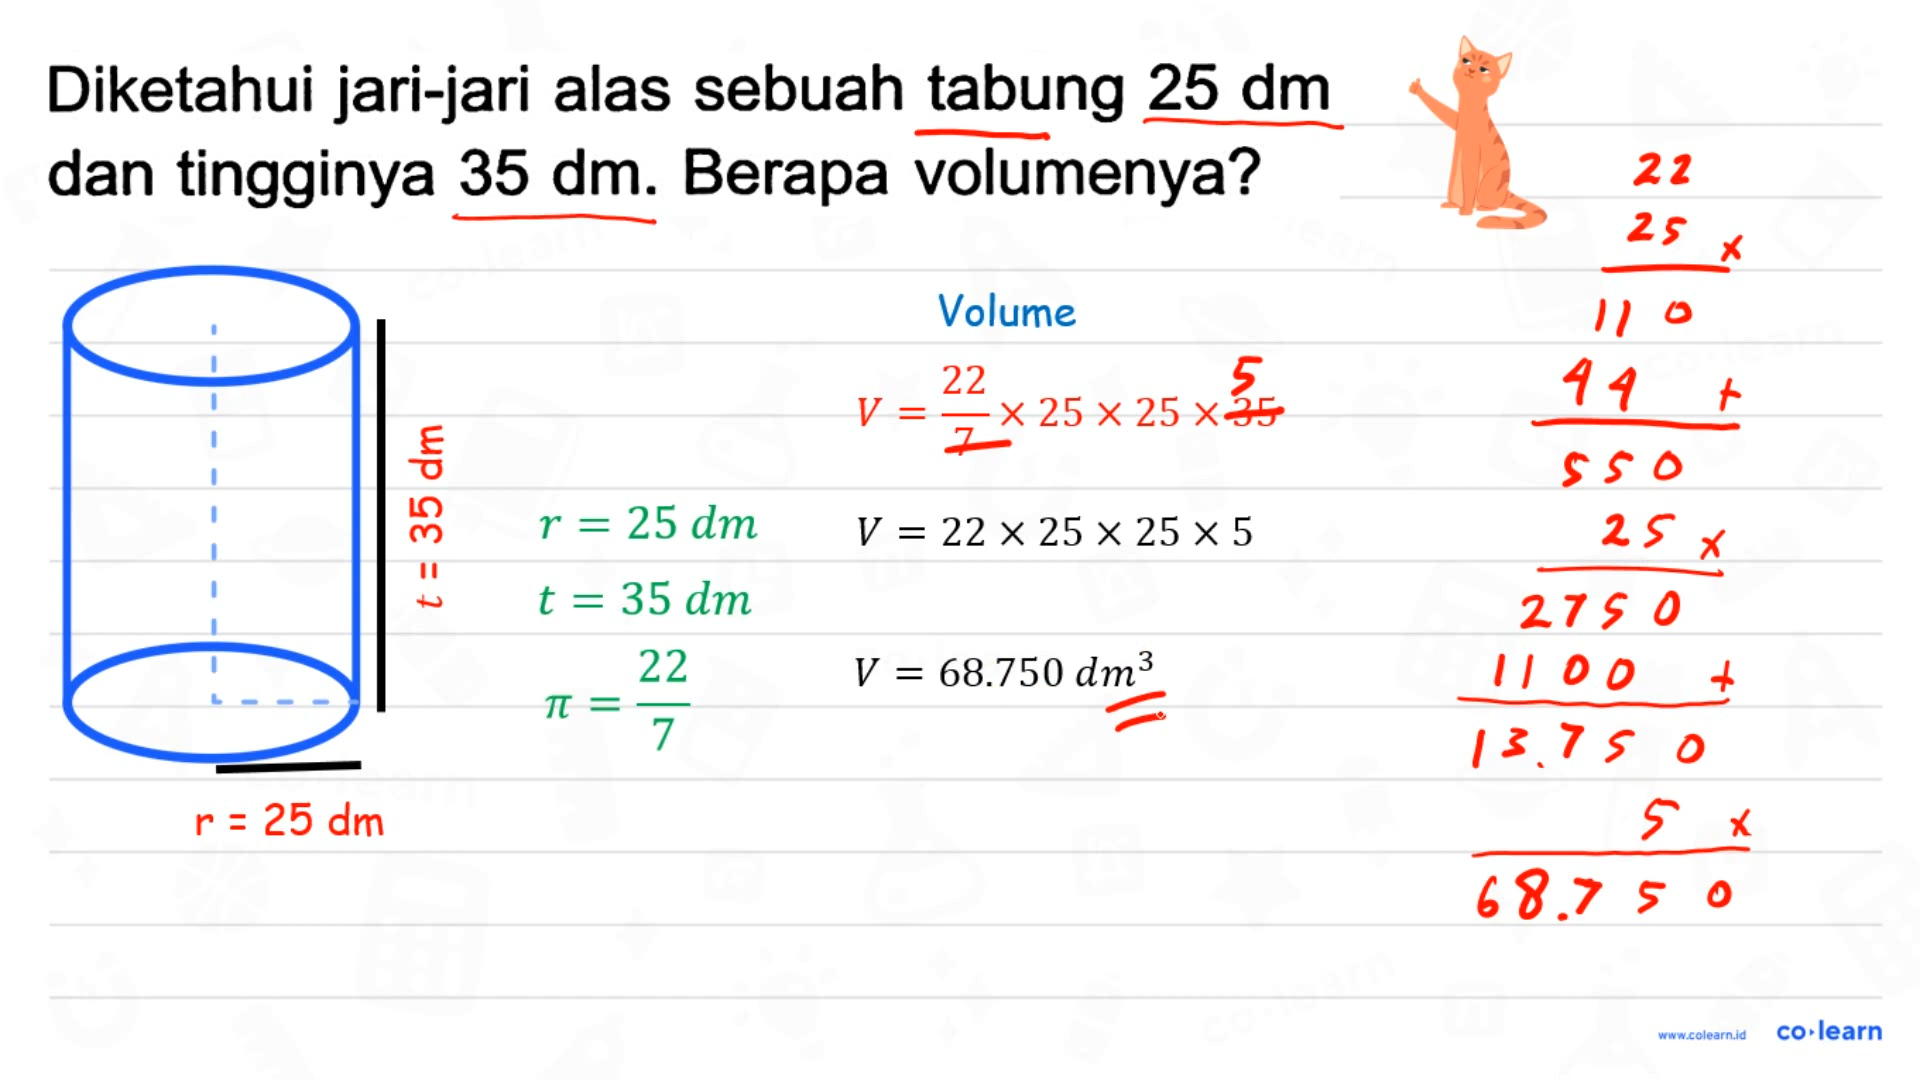 Diketahui jari-jari alas sebuah tabung 25 dm
dan tingginya 35 dm. Berapa volumenya?
t = 35 dm
r = 25 dm
r = 25 dm
t = 35 dm
π = 22/7
Volume
5
V = 22/7 × 25 × 25 × 35
V = 22 × 25 × 25 × 5
V = 68.750 dm³
22
25 x
110
44 +
550
25 x
2750
1100 +
13.750
5 x
68.750
www.colearn.id
co·learn